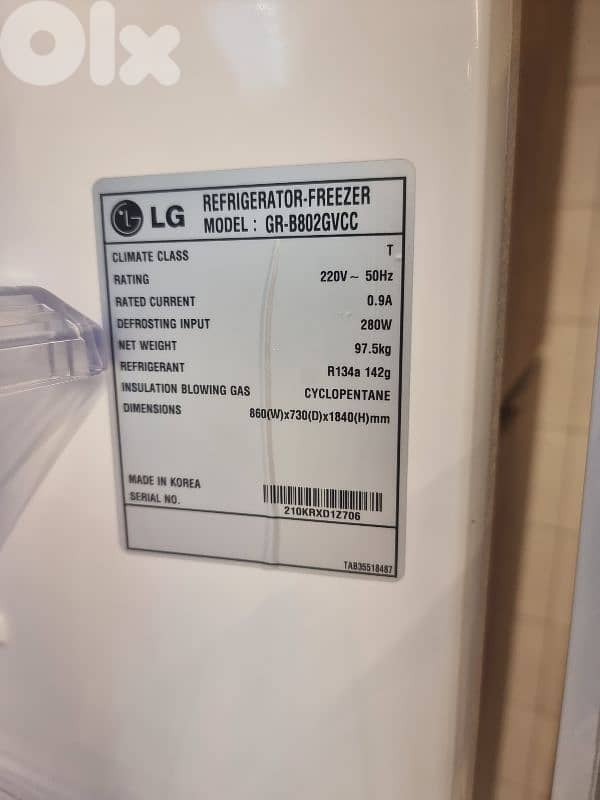 Olx
LG REFRIGERATOR-FREEZER
MODEL : GR-B802GVCC
CLIMATE CLASS T
RATING 220V ~ 50Hz
RATED CURRENT 0.9A
DEFROSTING INPUT 280W
NET WEIGHT 97.5kg
REFRIGERANT R134a 142g
INSULATION BLOWING GAS CYCLOPENTANE
DIMENSIONS 860(W)x730(D)x1840(H)mm
MADE IN KOREA
SERIAL NO. 210KRXD1Z706
TAB35518487